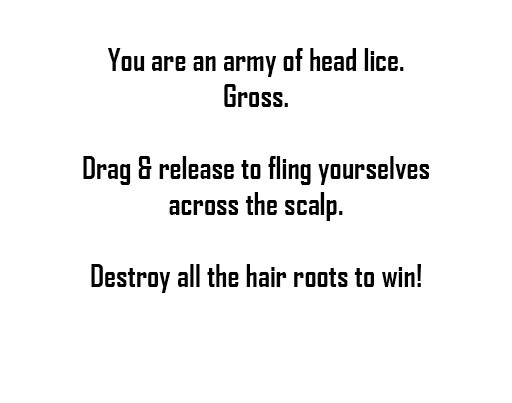 You are an army of head lice.
Gross.
Drag & release to fling yourselves
across the scalp.
Destroy all the hair roots to win!